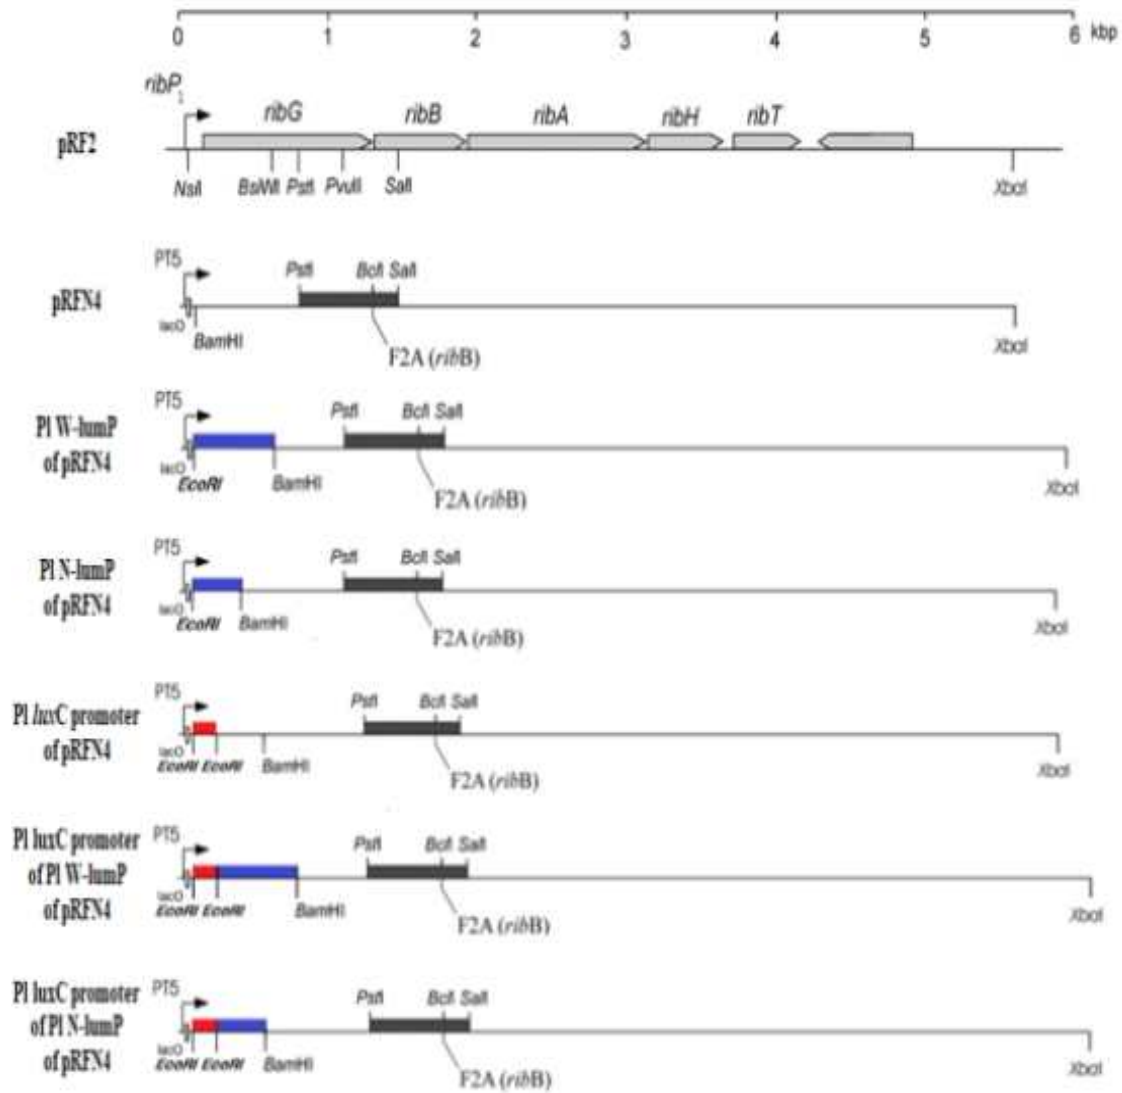 0 1 2 3 4 5 6 kbp
ribP1
ribG ribB ribA ribH ribT
pRF2
NsiI BsiWI PstI PvuII SalI XboI
PT5
PstI BclI SalI
pRFN4
lacO
BamHI XboI
F2A (ribB)
PT5
PstI BclI SalI
Pl W-lumP
of pRFN4
lacO
EcoRI BamHI XboI
F2A (ribB)
PT5
PstI BclI SalI
Pl N-lumP
of pRFN4
lacO
EcoRI BamHI XboI
F2A (ribB)
PT5
PstI BclI SalI
Pl luxC promoter
of pRFN4
lacO
EcoRI EcoRI BamHI XboI
F2A (ribB)
Pl luxC promoter
PT5
PstI BclI SalI
of Pl W-lumP
of pRFN4
lacO
EcoRI EcoRI BamHI XboI
F2A (ribB)
Pl luxC promoter
PT5
PstI BclI SalI
of Pl N-lumP
of pRFN4
lacO
EcoRI EcoRI BamHI XboI
F2A (ribB)